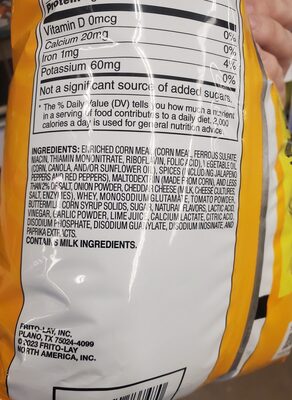 Vitamin D 0mcg 0%
Calcium 20mg 0%
Iron 1mg 4%
Potassium 60mg 0%
Not a significant source of added sugars.
* The % Daily Value (DV) tells you how much a nutrient
in a serving of food contributes to a daily diet. 2,000
calories a day is used for general nutrition advice.
INGREDIENTS: ENRICHED CORN MEAL (CORN MEAL, FERROUS SULFATE,
NIACIN, THIAMIN MONONITRATE, RIBOFLAVIN, FOLIC ACID), VEGETABLE OIL
(CORN, CANOLA, AND/OR SUNFLOWER OIL), SPICES (INCLUDING JALAPENO
PEPPERS AND RED PEPPERS), MALTODEXTRIN (MADE FROM CORN), AND LESS
THAN 2% OF SALT, ONION POWDER, CHEDDAR CHEESE (MILK, CHEESE CULTURES,
SALT, ENZYMES), WHEY, MONOSODIUM GLUTAMATE, TOMATO POWDER,
BUTTERMILK, CORN SYRUP SOLIDS, SUGAR, NATURAL FLAVORS, LACTIC ACID,
VINEGAR, GARLIC POWDER, LIME JUICE, CALCIUM LACTATE, CITRIC ACID,
DISODIUM PHOSPHATE, DISODIUM GUANYLATE, DISODIUM INOSINATE, AND
PAPRIKA EXTRACTS.
CONTAINS MILK INGREDIENTS.
FRITO-LAY, INC.
PLANO, TX 75024-4099
©2023 FRITO-LAY
NORTH AMERICA, INC.